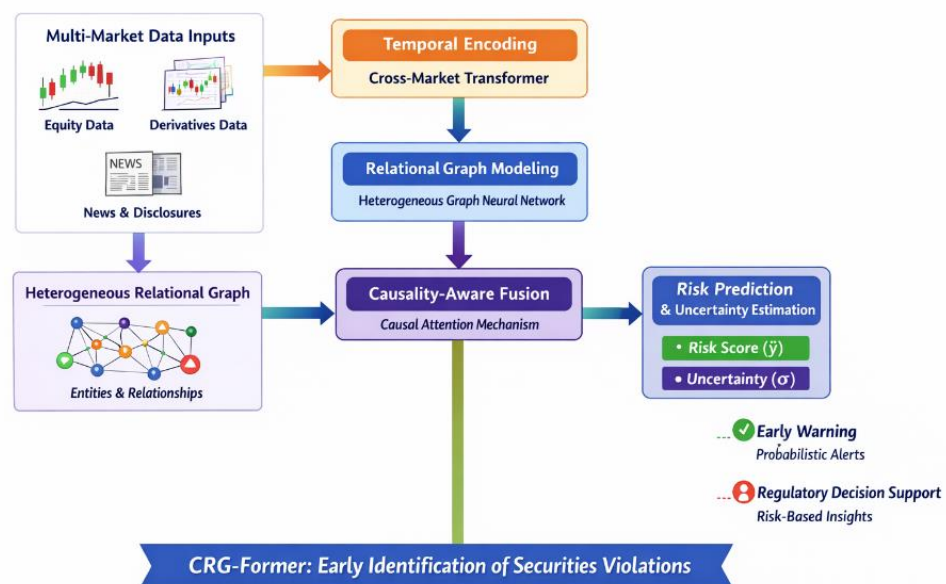 Multi-Market Data Inputs
Equity Data
Derivatives Data
NEWS
News & Disclosures
Temporal Encoding
Cross-Market Transformer
Relational Graph Modeling
Heterogeneous Graph Neural Network
Heterogeneous Relational Graph
Entities & Relationships
Causality-Aware Fusion
Causal Attention Mechanism
Risk Prediction
& Uncertainty Estimation
• Risk Score (ÿ)
• Uncertainty (σ)
Early Warning
Probabilistic Alerts
Regulatory Decision Support
Risk-Based Insights
CRG-Former: Early Identification of Securities Violations